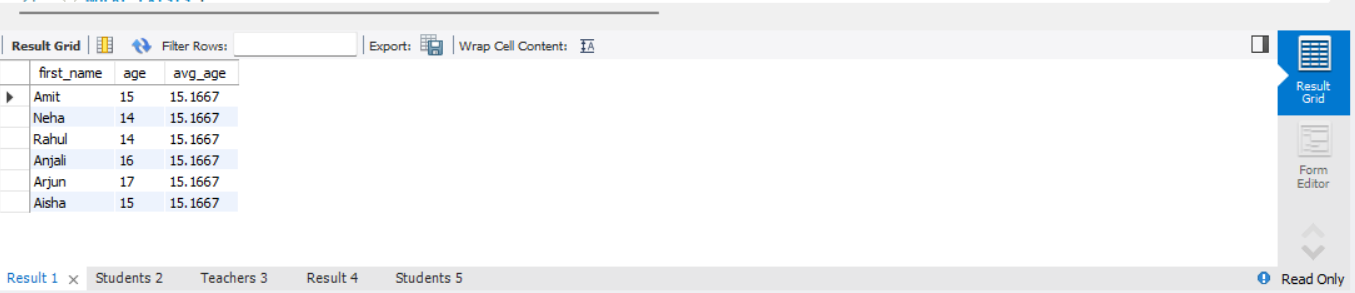 Result Grid Filter Rows: Export: Wrap Cell Content: IA
first_name age avg_age
Amit 15 15.1667
Neha 14 15.1667
Rahul 14 15.1667
Anjali 16 15.1667
Arjun 17 15.1667
Aisha 15 15.1667
Result
Grid
Form
Editor
Result 1 × Students 2 Teachers 3 Result 4 Students 5 Read Only